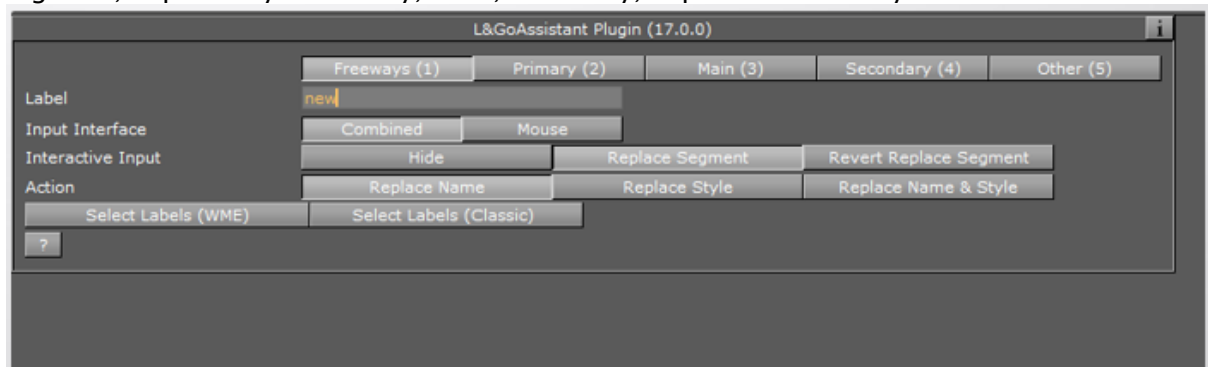 L&GoAssistant Plugin (17.0.0) i
Freeways (1) Primary (2) Main (3) Secondary (4) Other (5)
Label new
Input Interface Combined Mouse
Interactive Input Hide Replace Segment Revert Replace Segment
Action Replace Name Replace Style Replace Name & Style
Select Labels (WME) Select Labels (Classic)
?